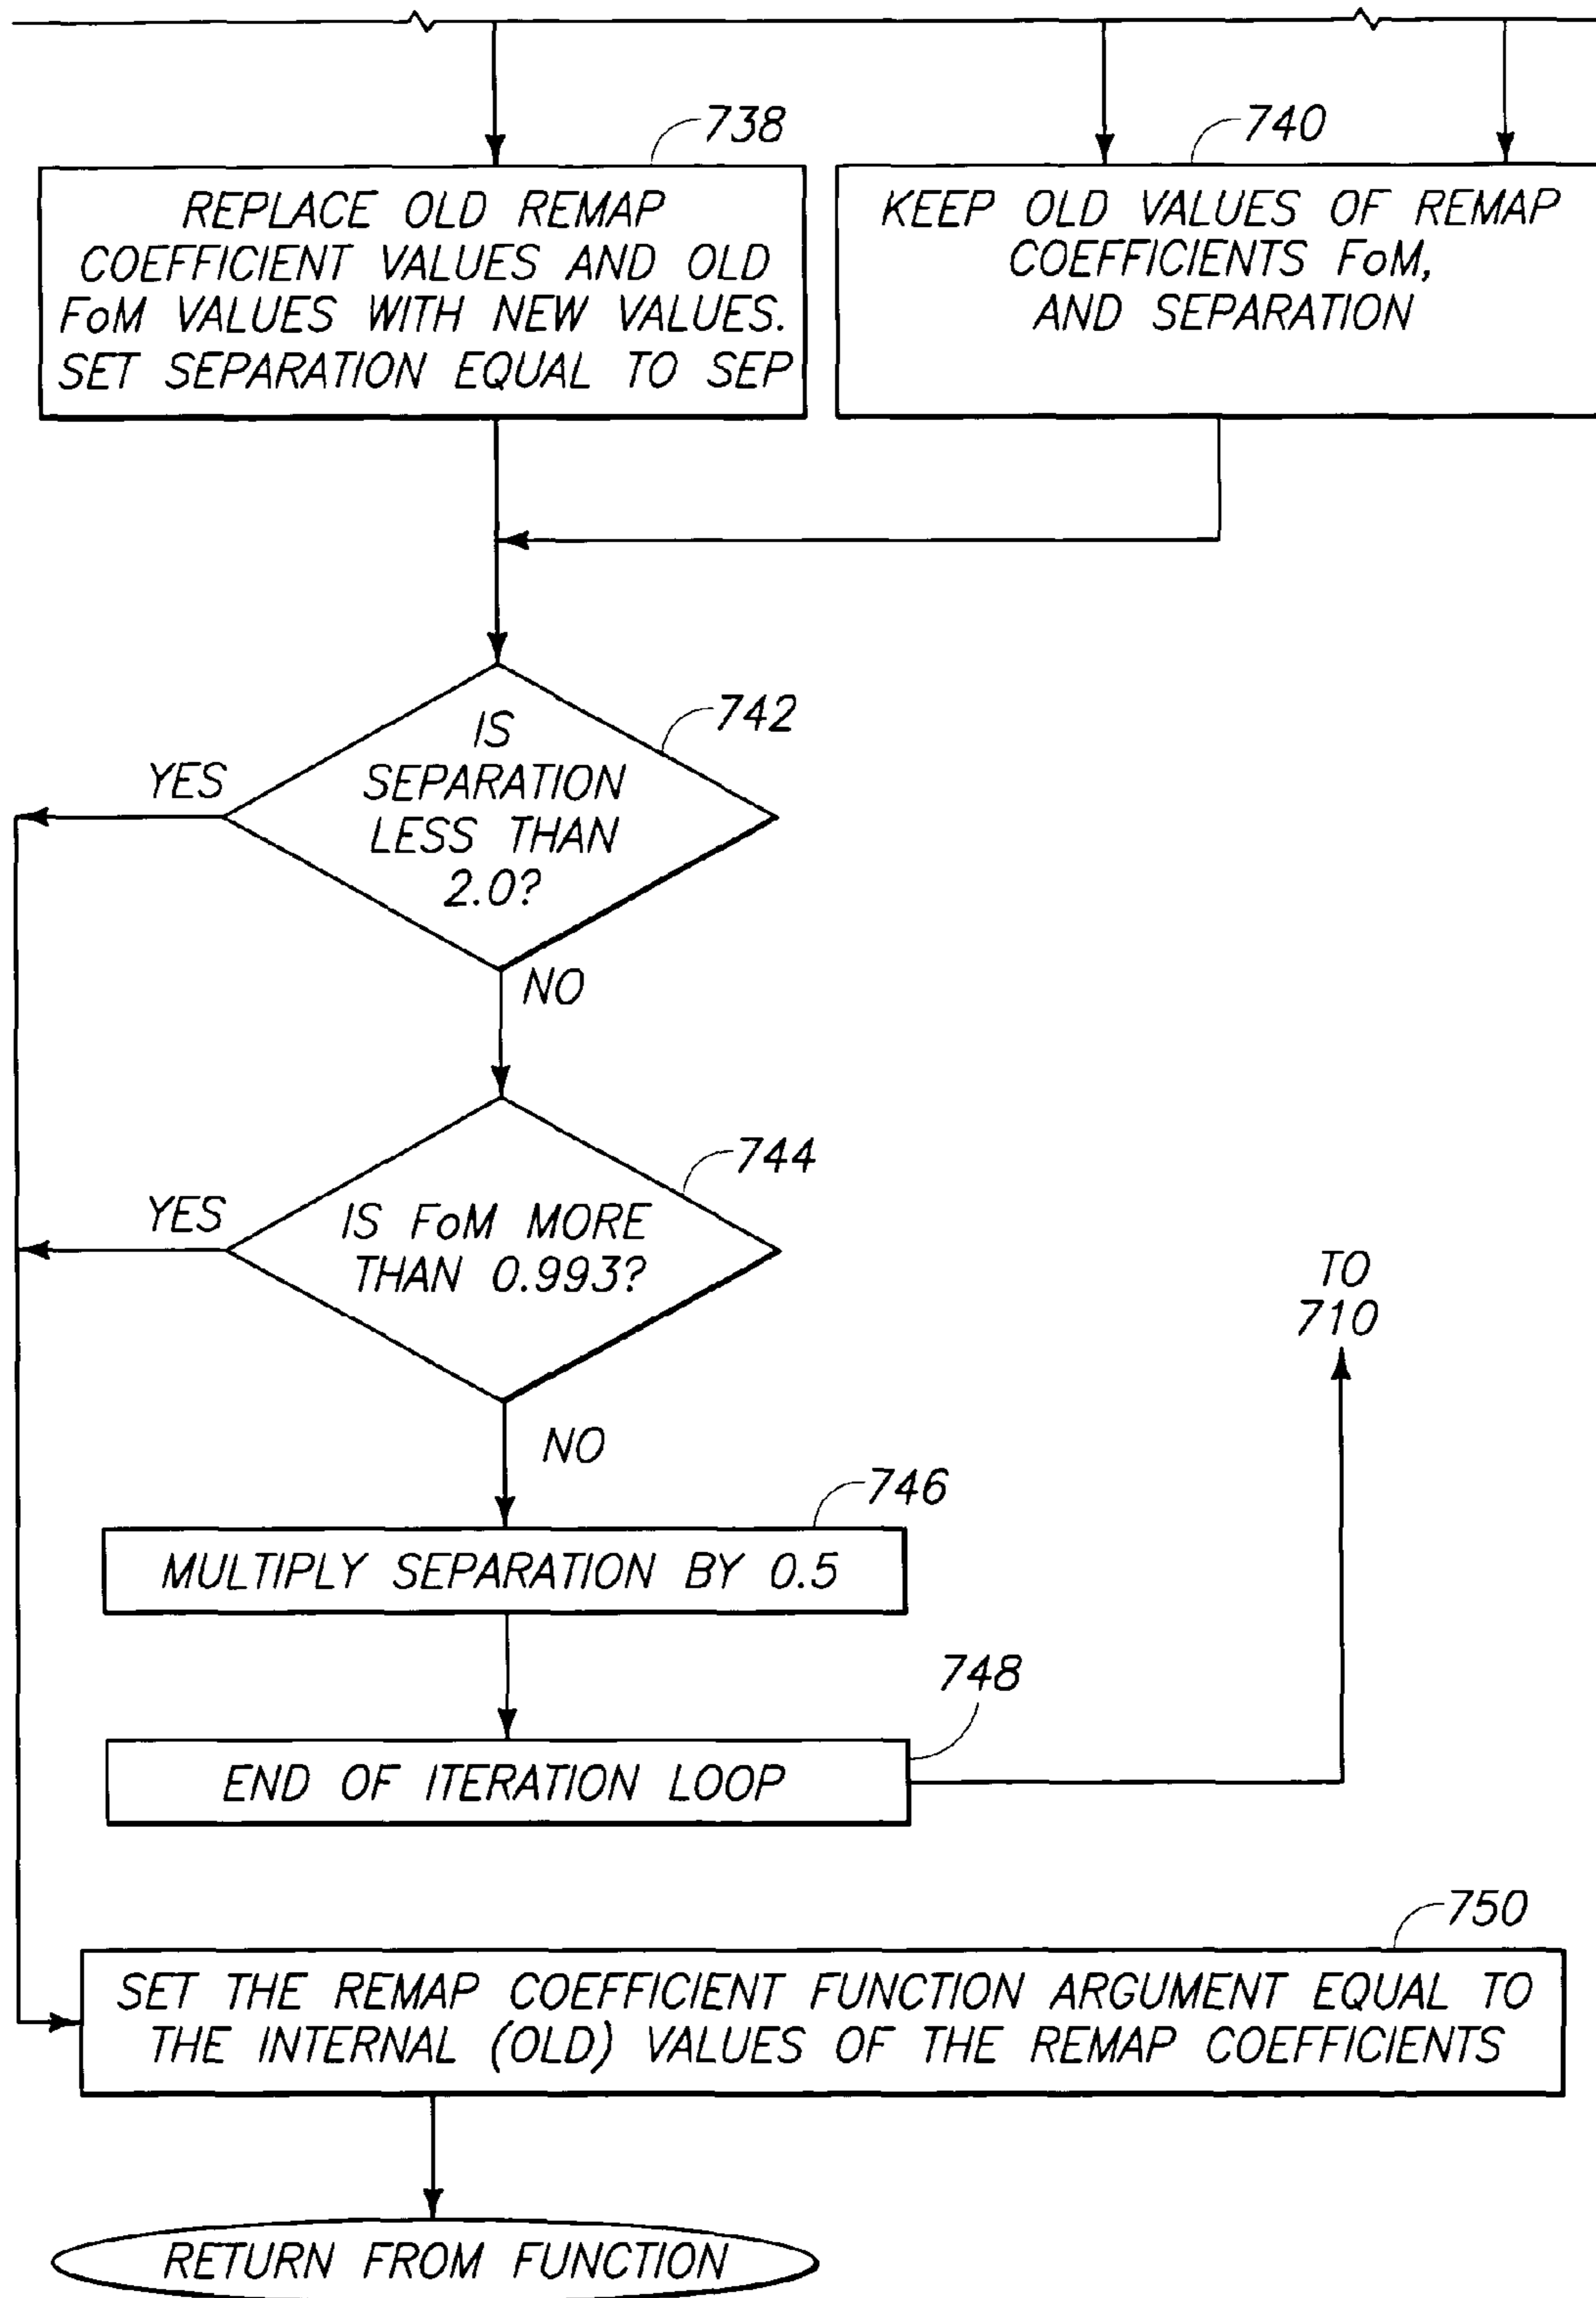 738
REPLACE OLD REMAP
COEFFICIENT VALUES AND OLD
FoM VALUES WITH NEW VALUES.
SET SEPARATION EQUAL TO SEP
740
KEEP OLD VALUES OF REMAP
COEFFICIENTS FoM,
AND SEPARATION
742
IS
SEPARATION
LESS THAN
2.0?
YES
NO
744
IS FoM MORE
THAN 0.993?
YES
NO
TO
710
746
MULTIPLY SEPARATION BY 0.5
748
END OF ITERATION LOOP
750
SET THE REMAP COEFFICIENT FUNCTION ARGUMENT EQUAL TO
THE INTERNAL (OLD) VALUES OF THE REMAP COEFFICIENTS
RETURN FROM FUNCTION